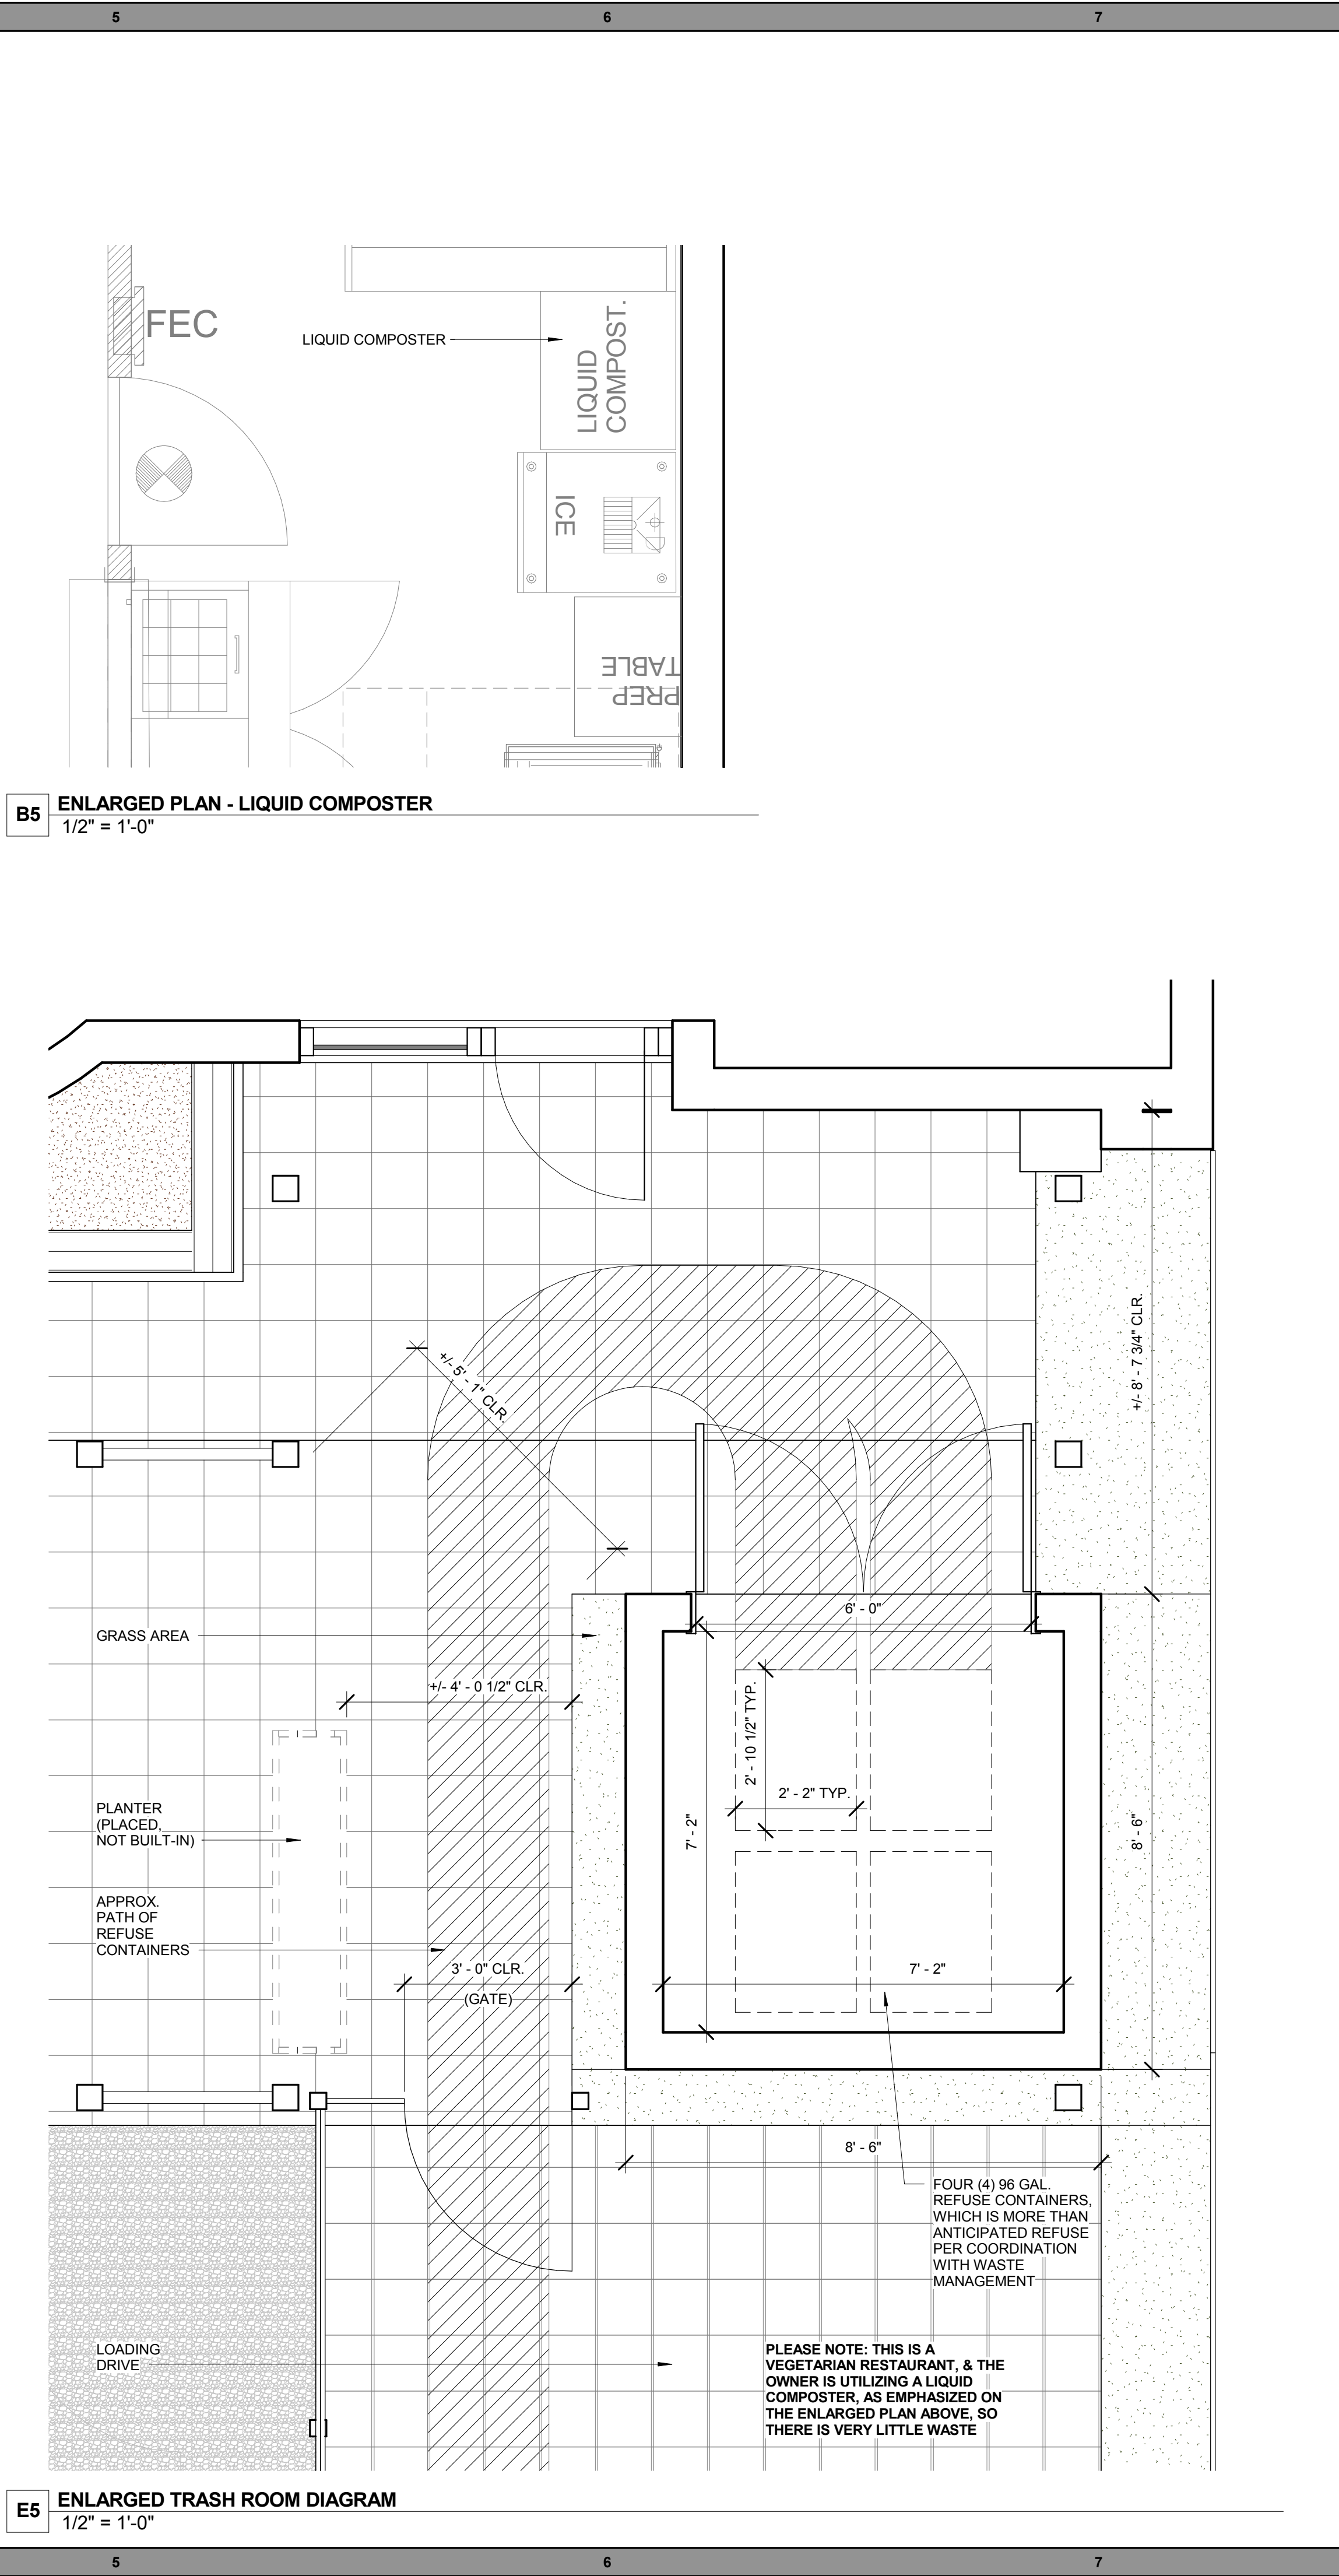 5
6
7
FEC
LIQUID COMPOSTER
LIQUID
COMPOST.
ICE
PREP
TABLE
B5
ENLARGED PLAN - LIQUID COMPOSTER
1/2" = 1'-0"
+/- 5' - 1" CLR.
+/- 8' - 7 3/4" CLR.
6' - 0"
GRASS AREA
+/- 4' - 0 1/2" CLR.
2' - 10 1/2" TYP.
2' - 2" TYP.
7' - 2"
8' - 6"
PLANTER
(PLACED,
NOT BUILT-IN)
APPROX.
PATH OF
REFUSE
CONTAINERS
3' - 0" CLR.
(GATE)
7' - 2"
8' - 6"
FOUR (4) 96 GAL.
REFUSE CONTAINERS,
WHICH IS MORE THAN
ANTICIPATED REFUSE
PER COORDINATION
WITH WASTE
MANAGEMENT
LOADING
DRIVE
PLEASE NOTE: THIS IS A
VEGETARIAN RESTAURANT, & THE
OWNER IS UTILIZING A LIQUID
COMPOSTER, AS EMPHASIZED ON
THE ENLARGED PLAN ABOVE, SO
THERE IS VERY LITTLE WASTE
E5
ENLARGED TRASH ROOM DIAGRAM
1/2" = 1'-0"
5
6
7